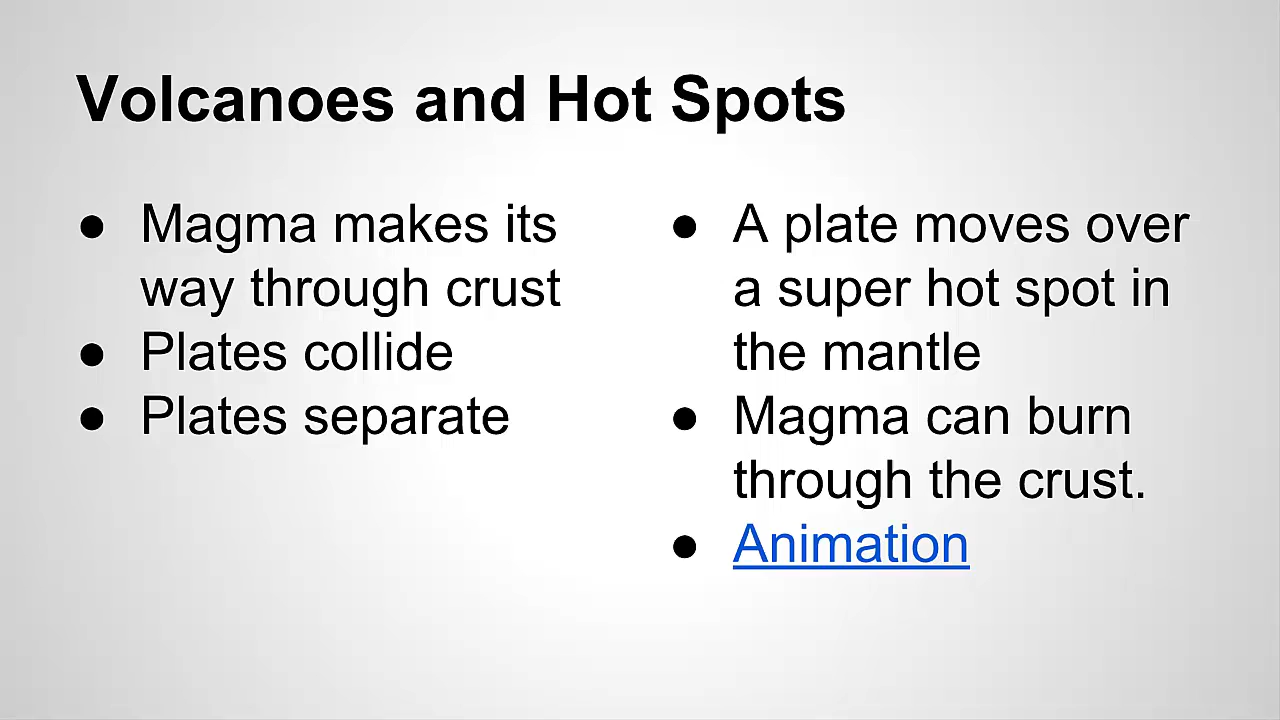 Volcanoes and Hot Spots
● Magma makes its
way through crust
● Plates collide
● Plates separate
● A plate moves over
a super hot spot in
the mantle
● Magma can burn
through the crust.
● Animation